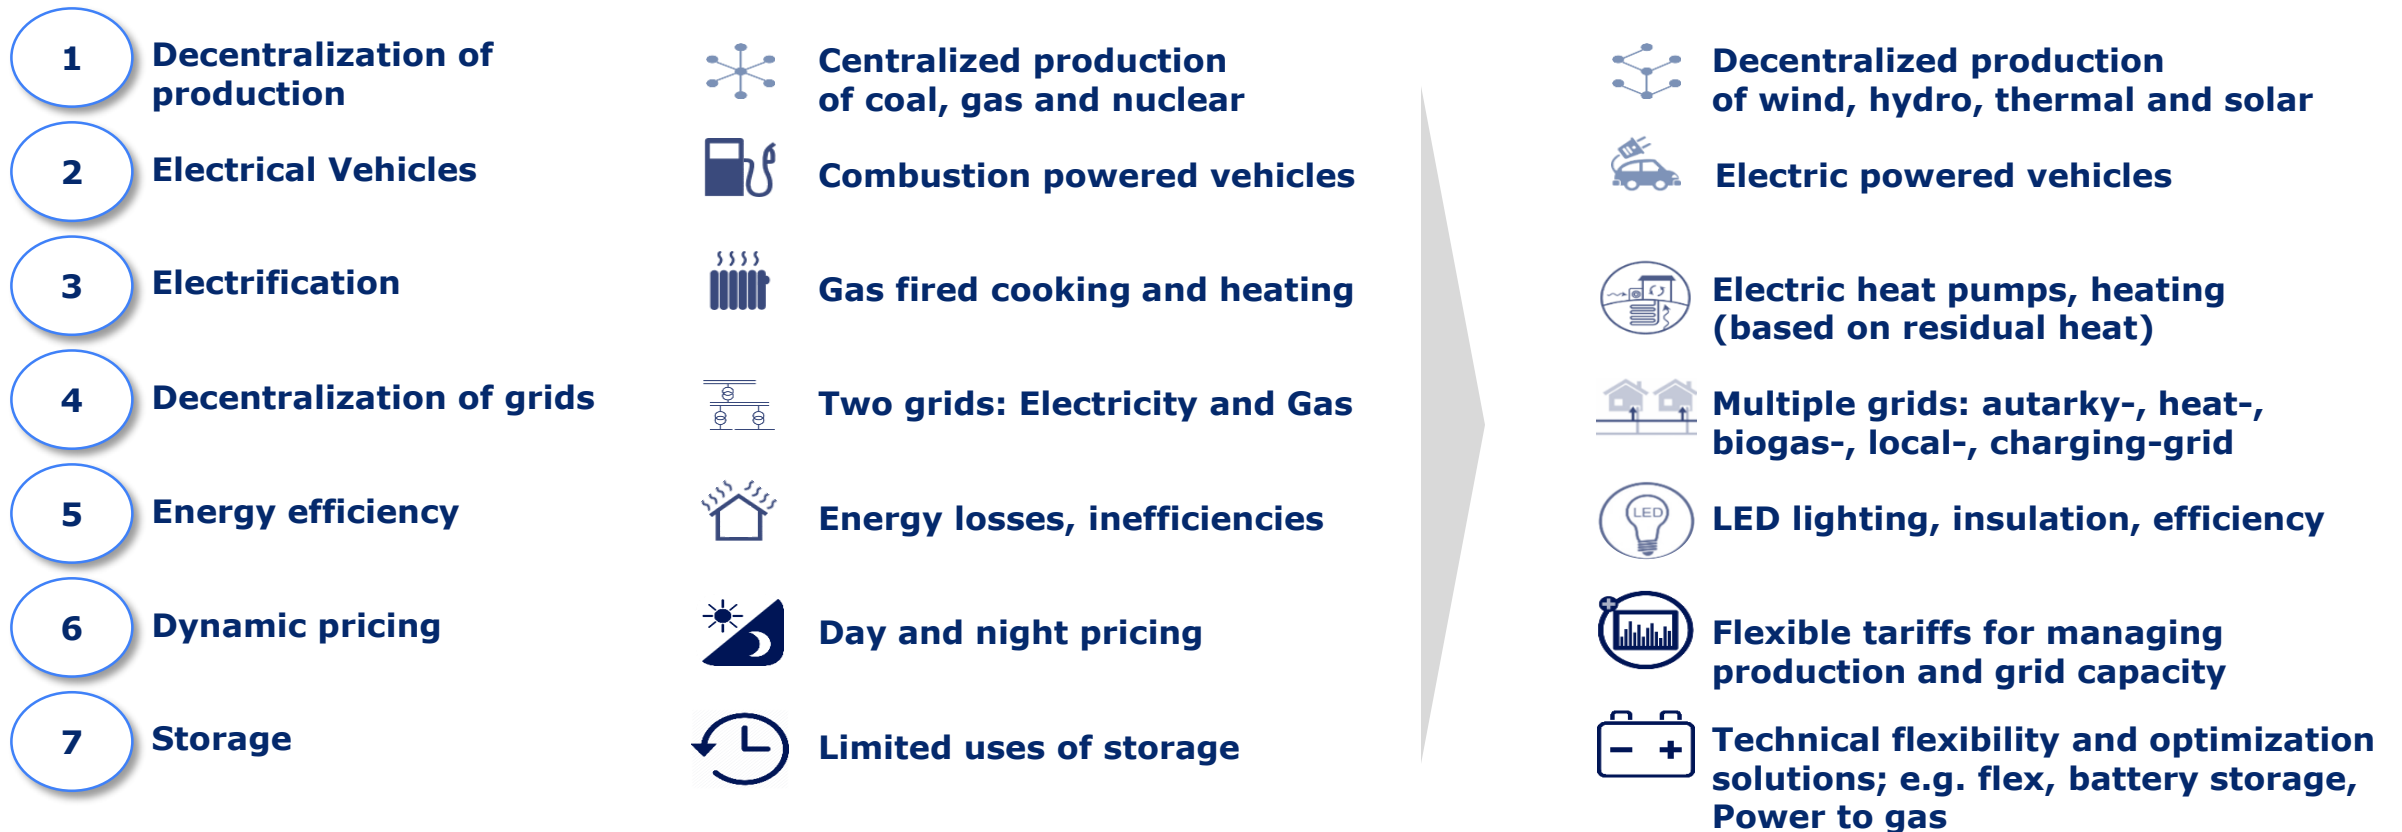 1
Decentralization of
production
Centralized production
of coal, gas and nuclear
Decentralized production
of wind, hydro, thermal and solar
2
Electrical Vehicles
Combustion powered vehicles
Electric powered vehicles
3
Electrification
Gas fired cooking and heating
Electric heat pumps, heating
(based on residual heat)
4
Decentralization of grids
Two grids: Electricity and Gas
Multiple grids: autarky-, heat-,
biogas-, local-, charging-grid
5
Energy efficiency
Energy losses, inefficiencies
LED
LED lighting, insulation, efficiency
6
Dynamic pricing
Day and night pricing
Flexible tariffs for managing
production and grid capacity
7
Storage
Limited uses of storage
Technical flexibility and optimization
solutions; e.g. flex, battery storage,
Power to gas